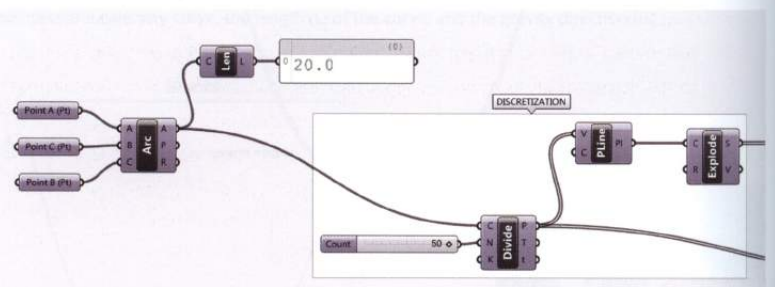 C Len L
{0}
0 20.0
DISCRETIZATION
Point A (Pt)
Point C (Pt)
Point B (Pt)
A B C Arc A P R
V C PLine Pl
C R Explode S V
Count 50
C N K Divide P T t